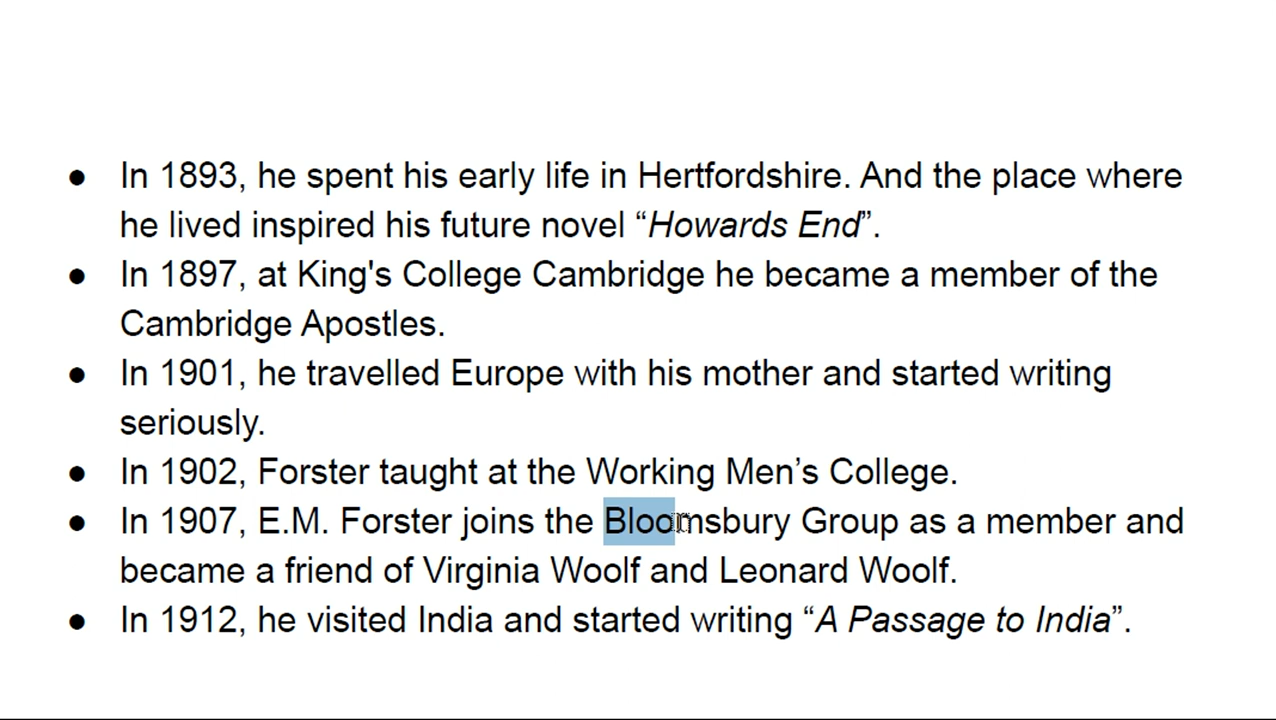 ● In 1893, he spent his early life in Hertfordshire. And the place where
he lived inspired his future novel “Howards End”.
● In 1897, at King's College Cambridge he became a member of the
Cambridge Apostles.
● In 1901, he travelled Europe with his mother and started writing
seriously.
● In 1902, Forster taught at the Working Men’s College.
● In 1907, E.M. Forster joins the Bloomsbury Group as a member and
became a friend of Virginia Woolf and Leonard Woolf.
● In 1912, he visited India and started writing “A Passage to India”.